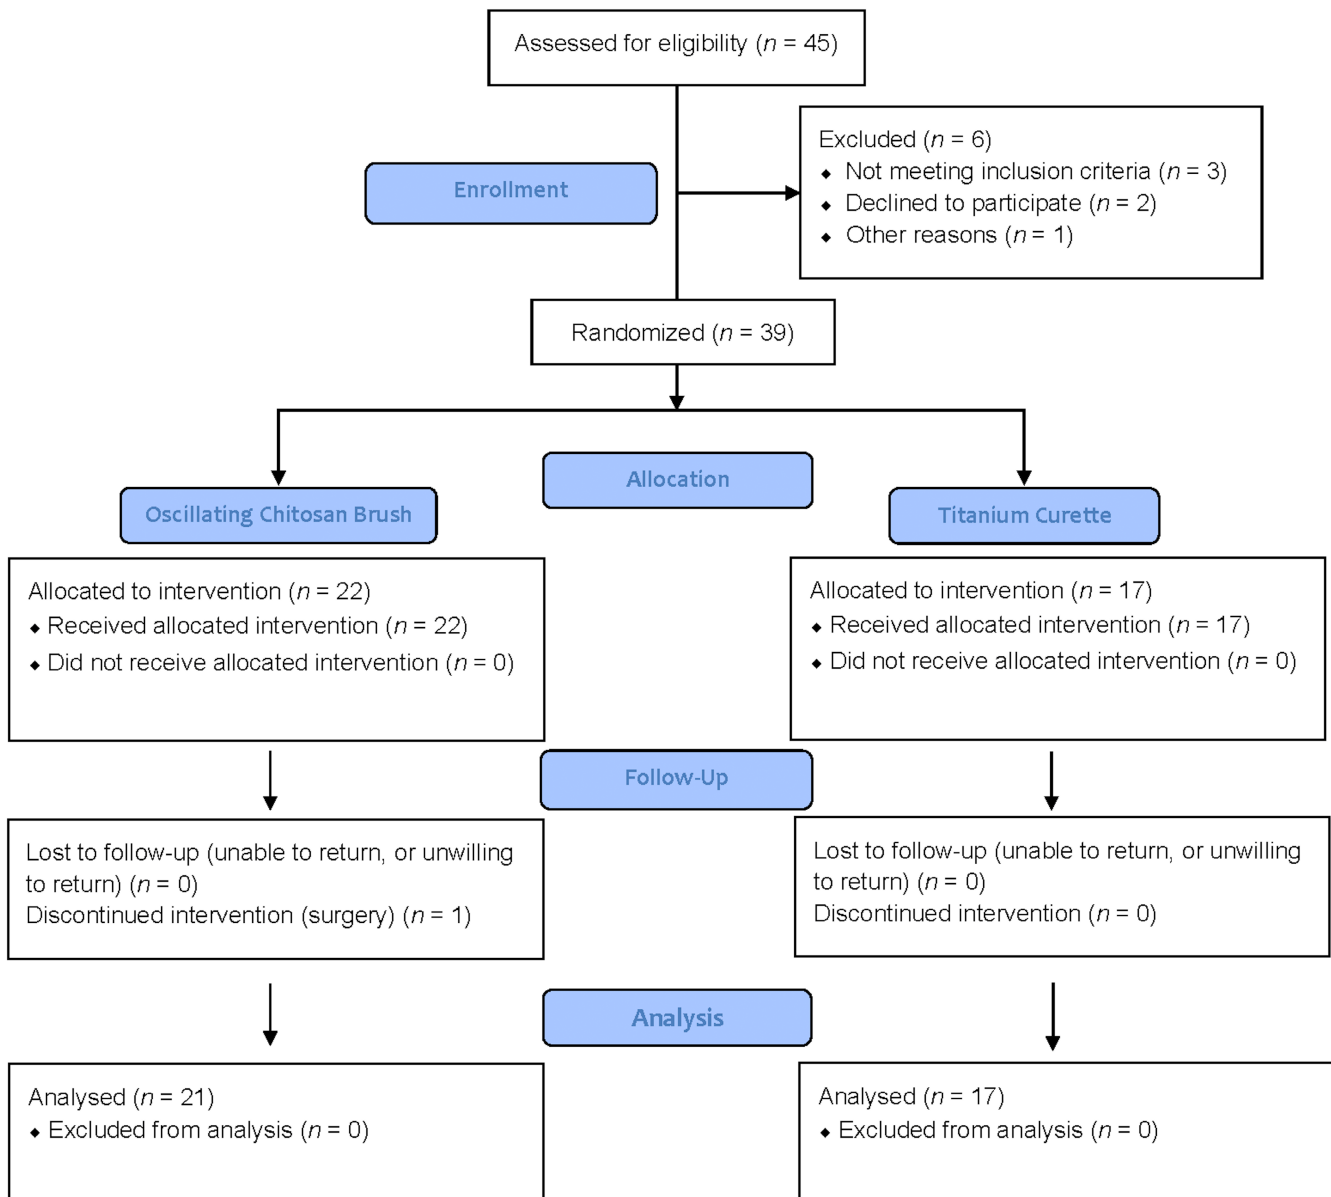 Assessed for eligibility (n = 45)
Excluded (n = 6)
⬥ Not meeting inclusion criteria (n = 3)
⬥ Declined to participate (n = 2)
⬥ Other reasons (n = 1)
Enrollment
Randomized (n = 39)
Allocation
Oscillating Chitosan Brush
Titanium Curette
Allocated to intervention (n = 22)
⬥ Received allocated intervention (n = 22)
⬥ Did not receive allocated intervention (n = 0)
Allocated to intervention (n = 17)
⬥ Received allocated intervention (n = 17)
⬥ Did not receive allocated intervention (n = 0)
Follow-Up
Lost to follow-up (unable to return, or unwilling
to return) (n = 0)
Discontinued intervention (surgery) (n = 1)
Lost to follow-up (unable to return, or unwilling
to return) (n = 0)
Discontinued intervention (n = 0)
Analysis
Analysed (n = 21)
⬥ Excluded from analysis (n = 0)
Analysed (n = 17)
⬥ Excluded from analysis (n = 0)